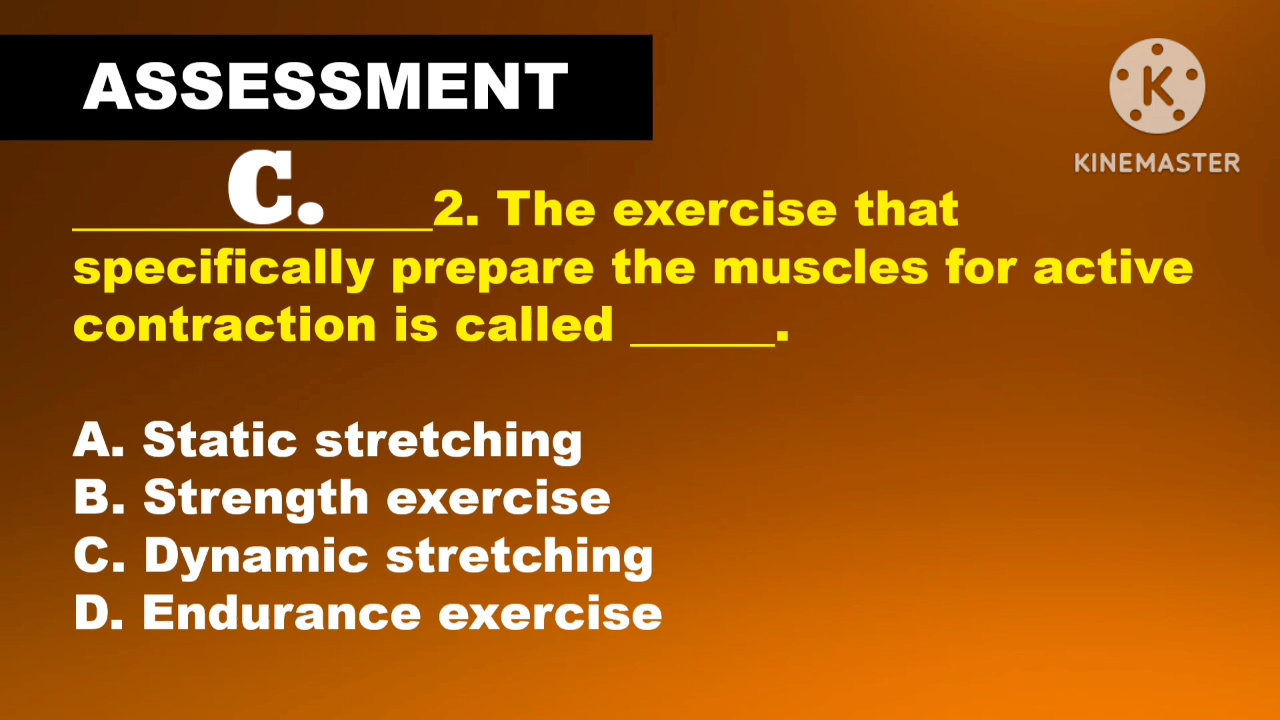 ASSESSMENT
K
KINEMASTER
C.
_______________2. The exercise that
specifically prepare the muscles for active
contraction is called ______.
A. Static stretching
B. Strength exercise
C. Dynamic stretching
D. Endurance exercise